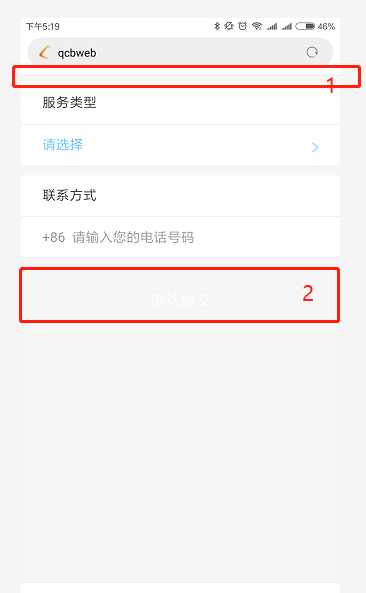 下午5:19
46%
qcbweb
1
服务类型
请选择
联系方式
+86 请输入您的电话号码
确认提交
2